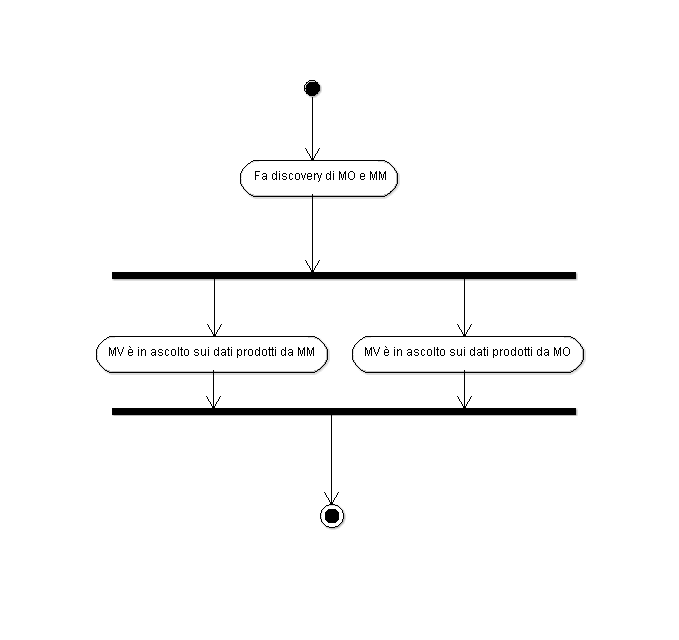 Fa discovery di MO e MM
MV è in ascolto sui dati prodotti da MM
MV è in ascolto sui dati prodotti da MO